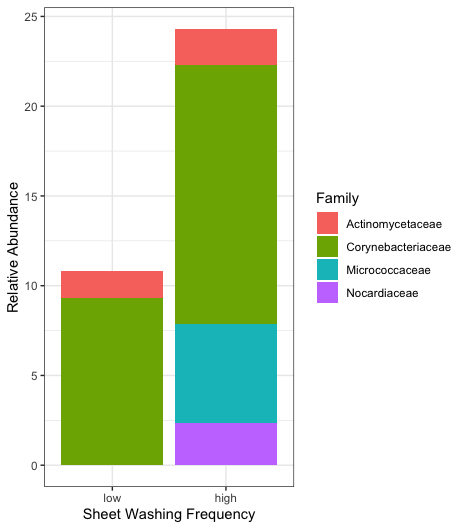 25
20
15
10
5
0
Relative Abundance
low high
Sheet Washing Frequency
Family
Actinomycetaceae
Corynebacteriaceae
Micrococcaceae
Nocardiaceae